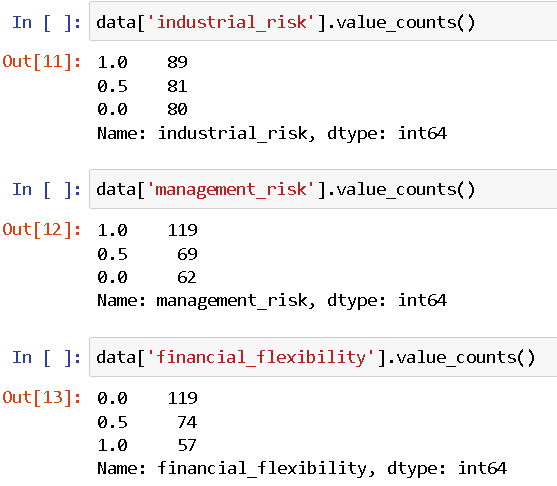 In [ ]: data['industrial_risk'].value_counts()
Out[11]: 1.0    89
0.5    81
0.0    80
Name: industrial_risk, dtype: int64
In [ ]: data['management_risk'].value_counts()
Out[12]: 1.0    119
0.5     69
0.0     62
Name: management_risk, dtype: int64
In [ ]: data['financial_flexibility'].value_counts()
Out[13]: 0.0    119
0.5     74
1.0     57
Name: financial_flexibility, dtype: int64